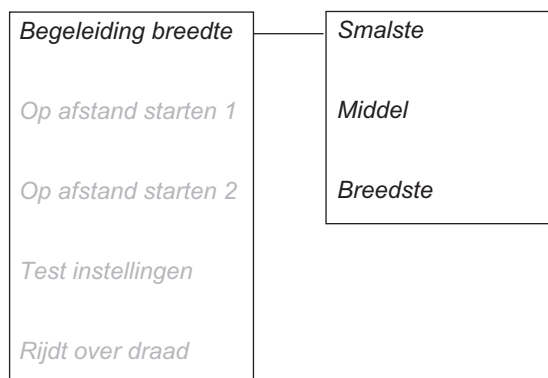 Begeleiding breedte
Op afstand starten 1
Op afstand starten 2
Test instellingen
Rijdt over draad
Smalste
Middel
Breedste